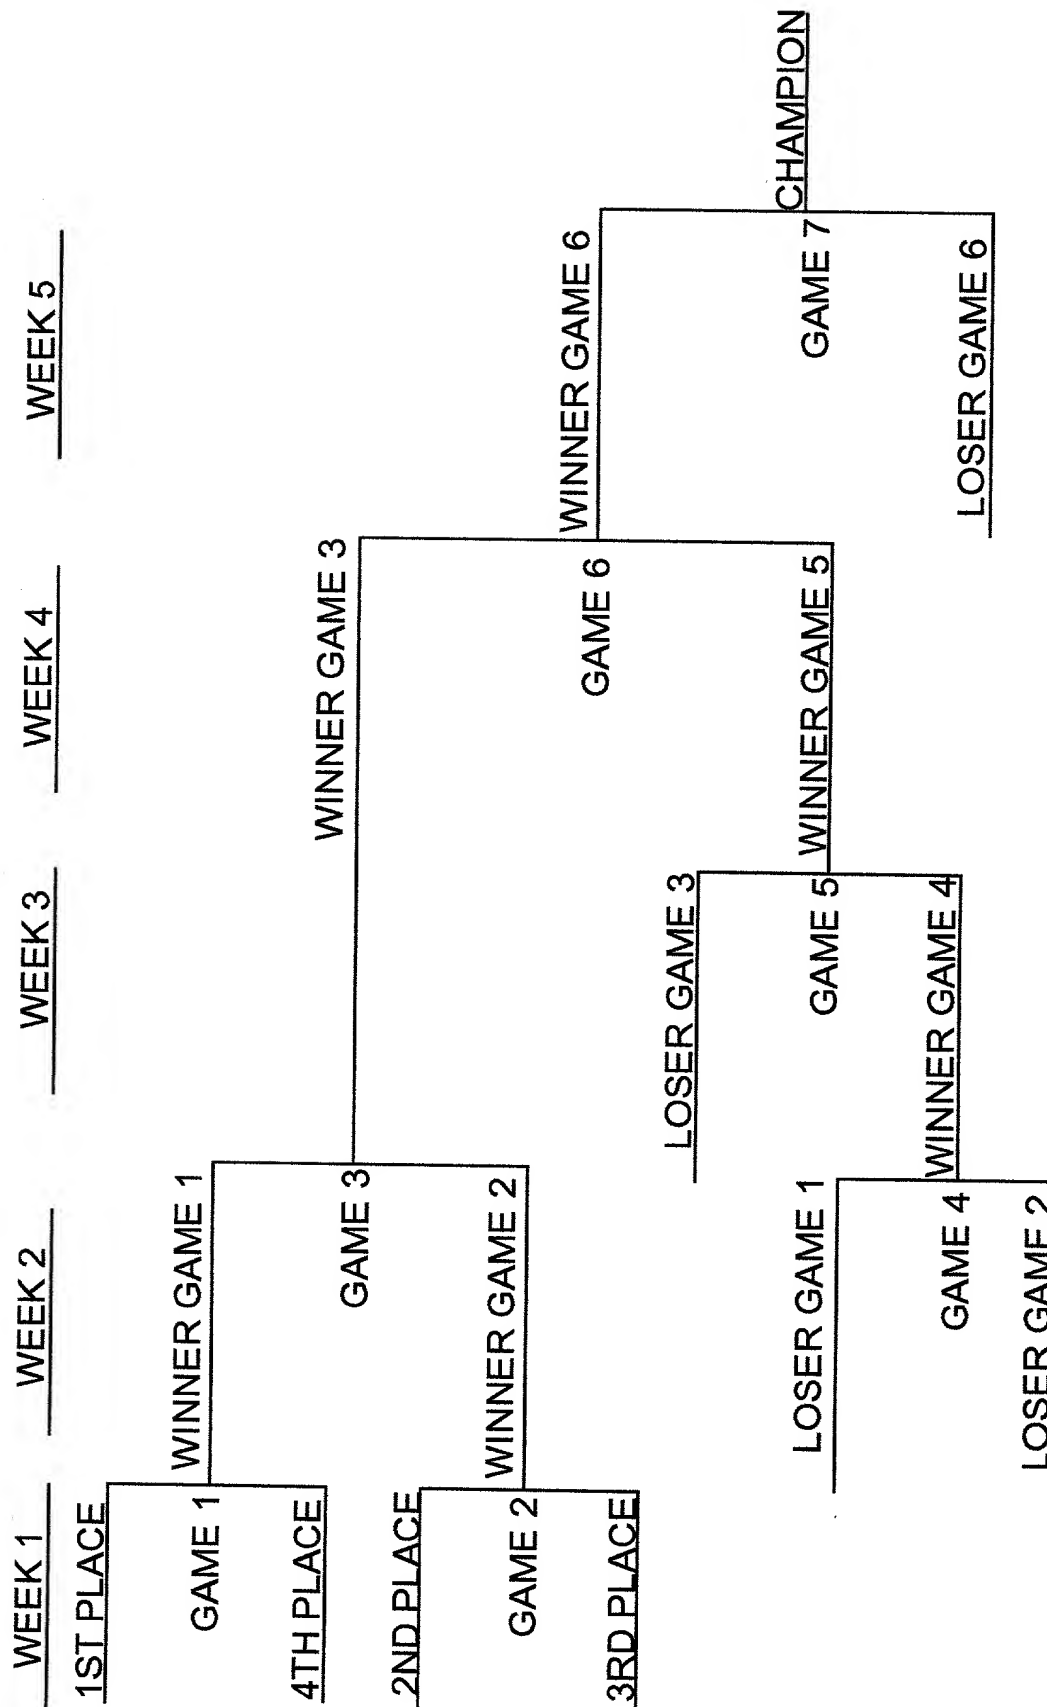 WEEK 1
WEEK 2
WEEK 3
WEEK 4
WEEK 5
1ST PLACE
GAME 1
4TH PLACE
WINNER GAME 1
2ND PLACE
GAME 2
3RD PLACE
WINNER GAME 2
GAME 3
WINNER GAME 3
LOSER GAME 1
GAME 4
LOSER GAME 2
WINNER GAME 4
LOSER GAME 3
GAME 5
WINNER GAME 5
GAME 6
WINNER GAME 6
GAME 7
LOSER GAME 6
CHAMPION